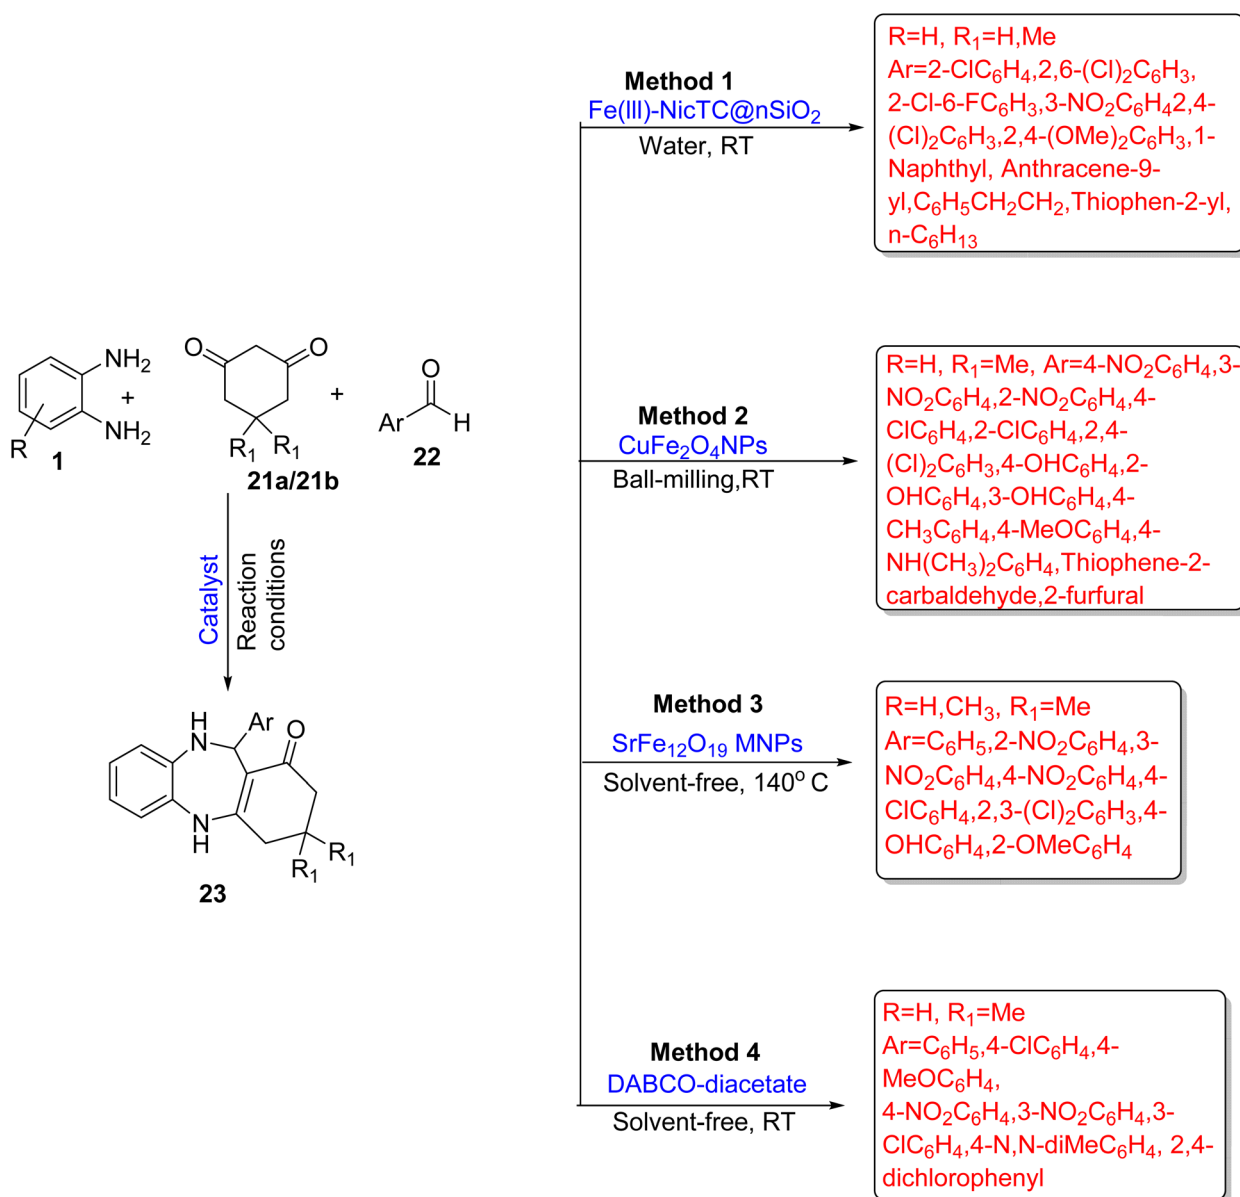 Method 1
Fe(III)-NicTC@nSiO₂
Water, RT
R=H, R₁=H,Me
Ar=2-ClC₆H₄,2,6-(Cl)₂C₆H₃,
2-Cl-6-FC₆H₃,3-NO₂C₆H₄2,4-
(Cl)₂C₆H₃,2,4-(OMe)₂C₆H₃,1-
Naphthyl, Anthracene-9-
yl,C₆H₅CH₂CH₂,Thiophen-2-yl,
n-C₆H₁₃
NH₂
NH₂
R
1
+
O
O
R₁
R₁
21a/21b
+
O
Ar
H
22
Method 2
CuFe₂O₄NPs
Ball-milling,RT
R=H, R₁=Me, Ar=4-NO₂C₆H₄,3-
NO₂C₆H₄,2-NO₂C₆H₄,4-
ClC₆H₄,2-ClC₆H₄,2,4-
(Cl)₂C₆H₃,4-OHC₆H₄,2-
OHC₆H₄,3-OHC₆H₄,4-
CH₃C₆H₄,4-MeOC₆H₄,4-
NH(CH₃)₂C₆H₄,Thiophene-2-
carbaldehyde,2-furfural
Catalyst
Reaction
conditions
H
N
Ar
O
N
H
R₁
R₁
23
Method 3
SrFe₁₂O₁₉ MNPs
Solvent-free, 140° C
R=H,CH₃, R₁=Me
Ar=C₆H₅,2-NO₂C₆H₄,3-
NO₂C₆H₄,4-NO₂C₆H₄,4-
ClC₆H₄,2,3-(Cl)₂C₆H₃,4-
OHC₆H₄,2-OMeC₆H₄
Method 4
DABCO-diacetate
Solvent-free, RT
R=H, R₁=Me
Ar=C₆H₅,4-ClC₆H₄,4-
MeOC₆H₄,
4-NO₂C₆H₄,3-NO₂C₆H₄,3-
ClC₆H₄,4-N,N-diMeC₆H₄, 2,4-
dichlorophenyl